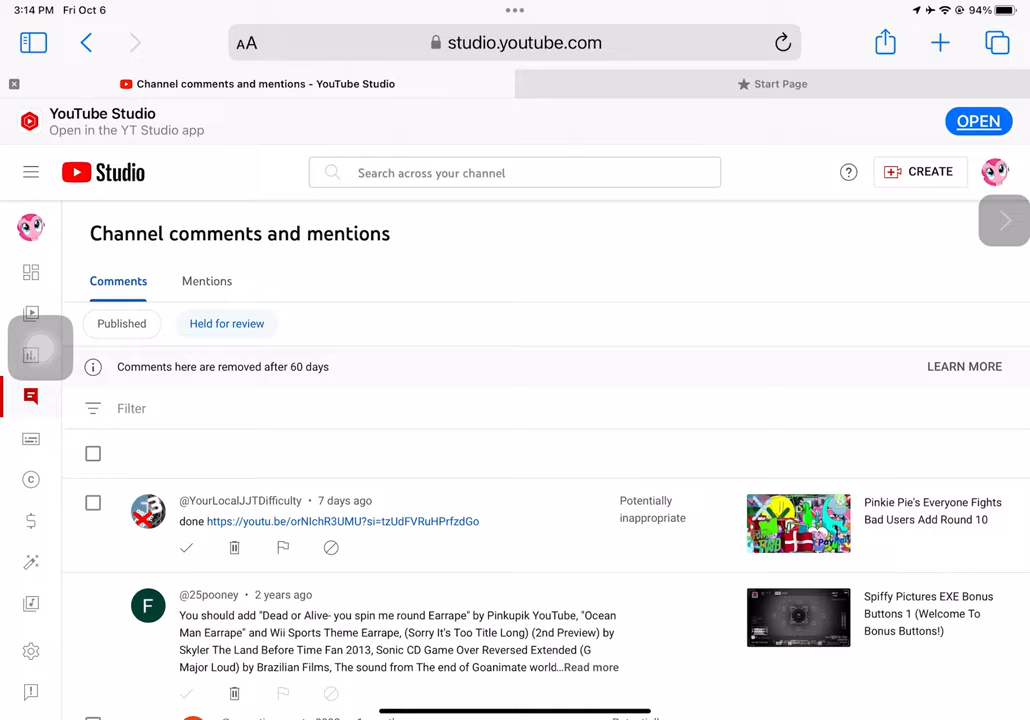 3:14 PM Fri Oct 6
94%
AA
studio.youtube.com
Channel comments and mentions - YouTube Studio
Start Page
YouTube Studio
Open in the YT Studio app
OPEN
Studio
Search across your channel
CREATE
Channel comments and mentions
Comments
Mentions
Published
Held for review
Comments here are removed after 60 days
LEARN MORE
Filter
@YourLocalJJTDifficulty • 7 days ago
done https://youtu.be/orNIchR3UMU?si=tzUdFVRuHPrfzdGo
Potentially
inappropriate
Pinkie Pie's Everyone Fights
Bad Users Add Round 10
F
@25pooney • 2 years ago
You should add "Dead or Alive- you spin me round Earrape" by Pinkupik YouTube, "Ocean
Man Earrape" and Wii Sports Theme Earrape, (Sorry It's Too Title Long) (2nd Preview) by
Skyler The Land Before Time Fan 2013, Sonic CD Game Over Reversed Extended (G
Major Loud) by Brazilian Films, The sound from The end of Goanimate world...Read more
Spiffy Pictures EXE Bonus
Buttons 1 (Welcome To
Bonus Buttons!)